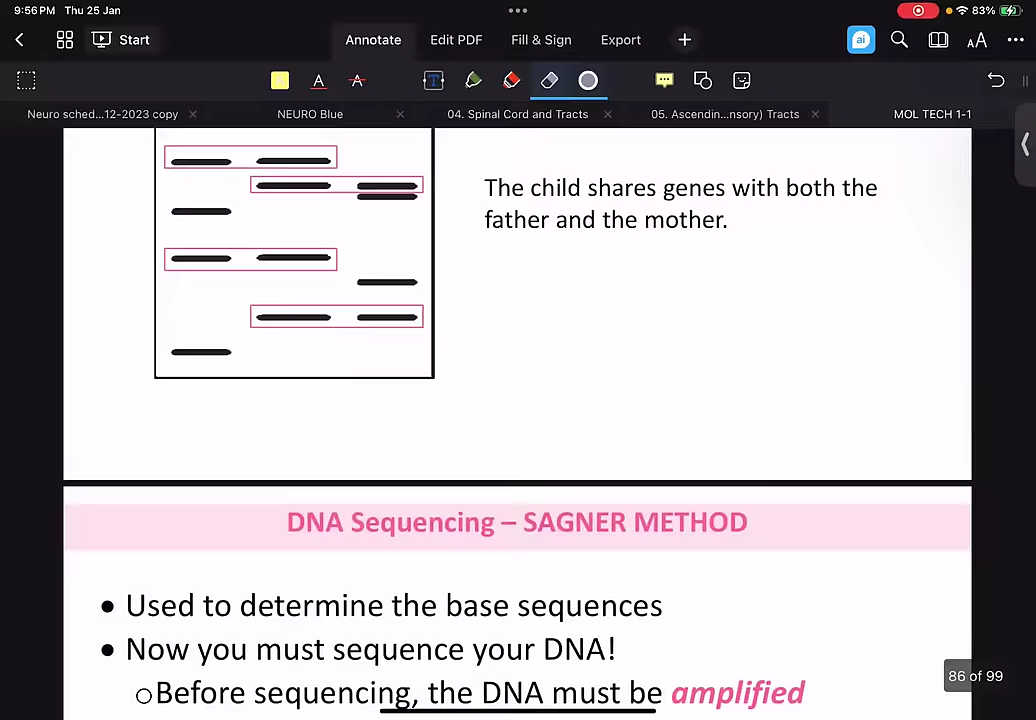 9:56 PM Thu 25 Jan
83%
Start
Annotate
Edit PDF
Fill & Sign
Export
ai
AA
A
A
T
Neuro sched...12-2023 copy
NEURO Blue
04. Spinal Cord and Tracts
05. Ascendin...nsory) Tracts
MOL TECH 1-1
The child shares genes with both the
father and the mother.
DNA Sequencing – SAGNER METHOD
• Used to determine the base sequences
• Now you must sequence your DNA!
oBefore sequencing, the DNA must be amplified
86 of 99